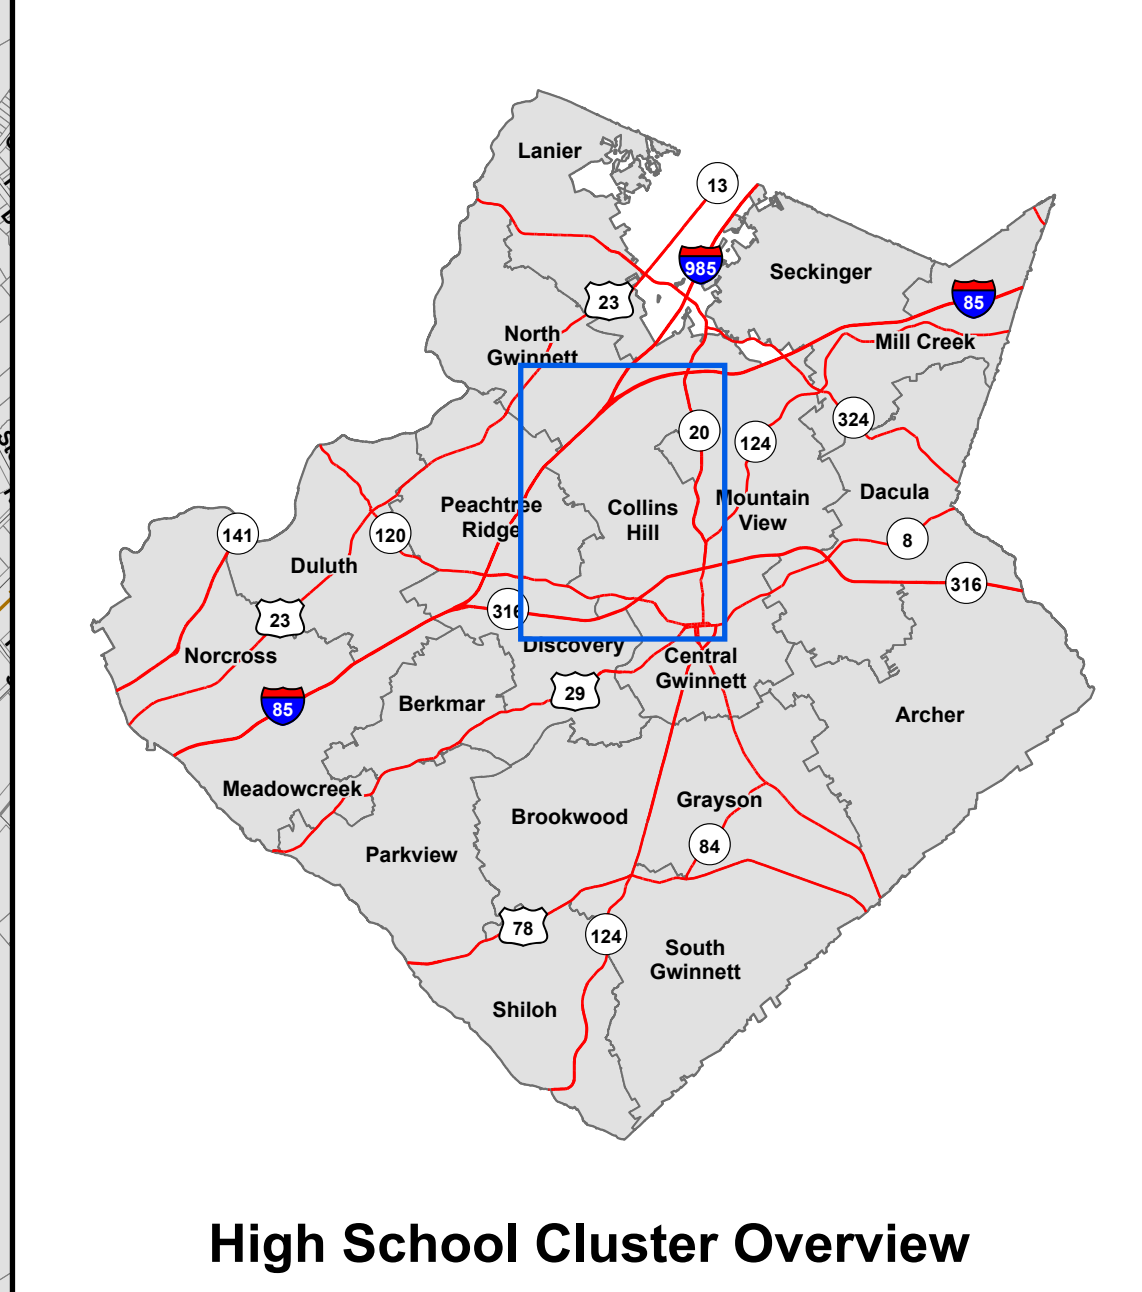 Lanier
13
985
Seckinger
23
85
North
Gwinnett
Mill Creek
20
124
324
Peachtree
Ridge
Collins
Hill
Mountain
View
Dacula
141
120
8
Duluth
316
316
23
Norcross
Discovery
Central
Gwinnett
29
85
Berkmar
Archer
Meadowcreek
Brookwood
Grayson
84
Parkview
78
124
South
Gwinnett
Shiloh
High School Cluster Overview